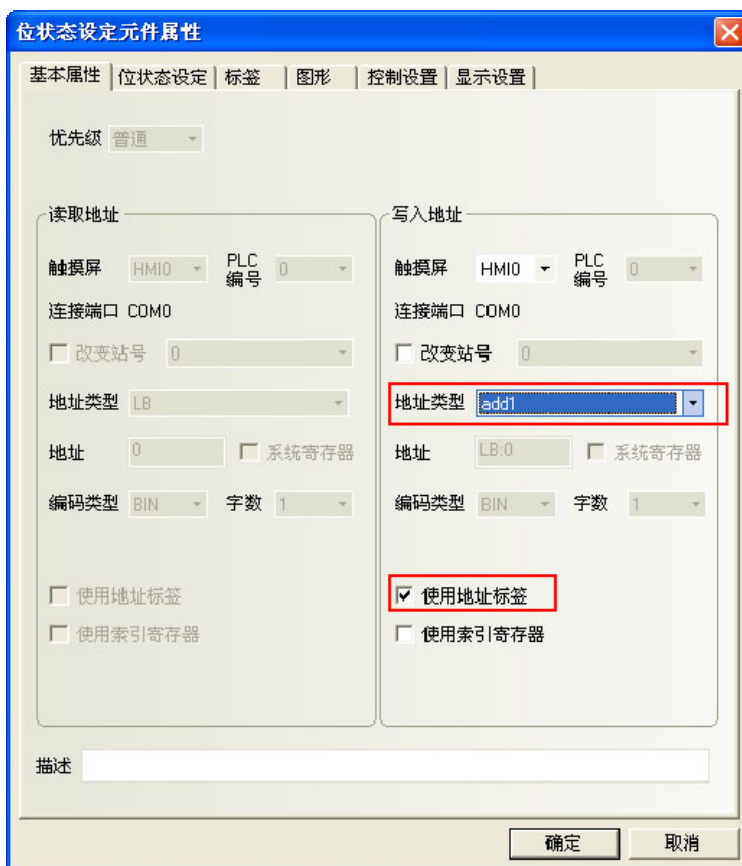 位状态设定元件属性
基本属性 位状态设定 标签 图形 控制设置 显示设置
优先级 普通
读取地址
触摸屏 HMI0 PLC编号 0
连接端口 COM0
改变站号 0
地址类型 LB
地址 0 系统寄存器
编码类型 BIN 字数 1
使用地址标签
使用索引寄存器
写入地址
触摸屏 HMI0 PLC编号 0
连接端口 COM0
改变站号 0
地址类型 add1
地址 LB:0 系统寄存器
编码类型 BIN 字数 1
使用地址标签
使用索引寄存器
描述
确定 取消